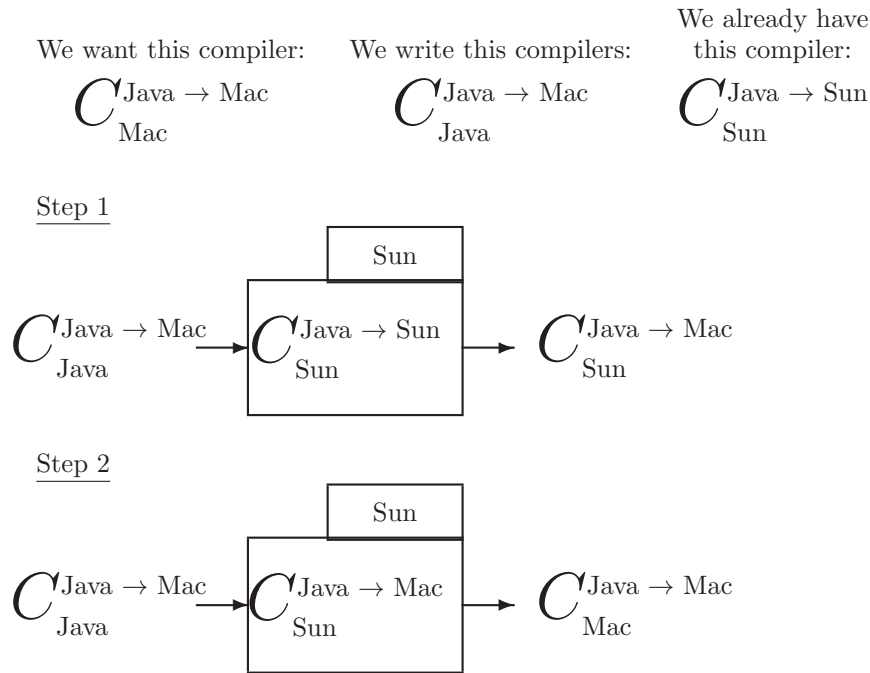 We want this compiler:
We write this compilers:
We already have
this compiler:
C Java → Mac
Mac
C Java → Mac
Java
C Java → Sun
Sun
Step 1
Sun
C Java → Mac
Java
C Java → Sun
Sun
C Java → Mac
Sun
Step 2
Sun
C Java → Mac
Java
C Java → Mac
Sun
C Java → Mac
Mac